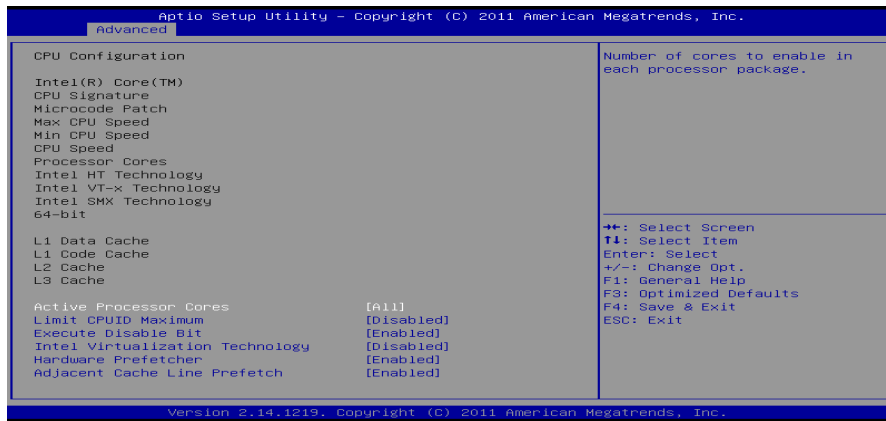 Aptio Setup Utility – Copyright (C) 2011 American Megatrends, Inc.
Advanced
CPU Configuration
Intel(R) Core(TM)
CPU Signature
Microcode Patch
Max CPU Speed
Min CPU Speed
CPU Speed
Processor Cores
Intel HT Technology
Intel VT-x Technology
Intel SMX Technology
64-bit
L1 Data Cache
L1 Code Cache
L2 Cache
L3 Cache
Active Processor Cores [All]
Limit CPUID Maximum [Disabled]
Execute Disable Bit [Enabled]
Intel Virtualization Technology [Disabled]
Hardware Prefetcher [Enabled]
Adjacent Cache Line Prefetch [Enabled]
Number of cores to enable in
each processor package.
→←: Select Screen
↑↓: Select Item
Enter: Select
+/-: Change Opt.
F1: General Help
F3: Optimized Defaults
F4: Save & Exit
ESC: Exit
Version 2.14.1219. Copyright (C) 2011 American Megatrends, Inc.